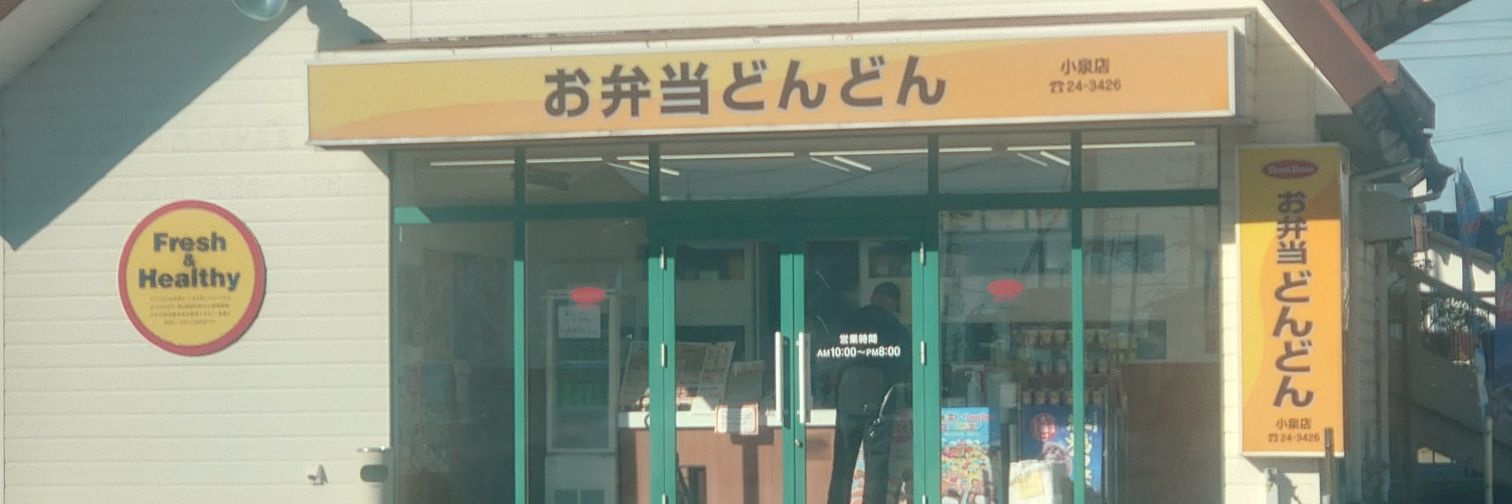 お弁当どんどん
小泉店
☎24-3426
Fresh
&
Healthy
営業時間
AM10:00～PM8:00
DonDon
お弁当どんどん
小泉店
☎24-3426